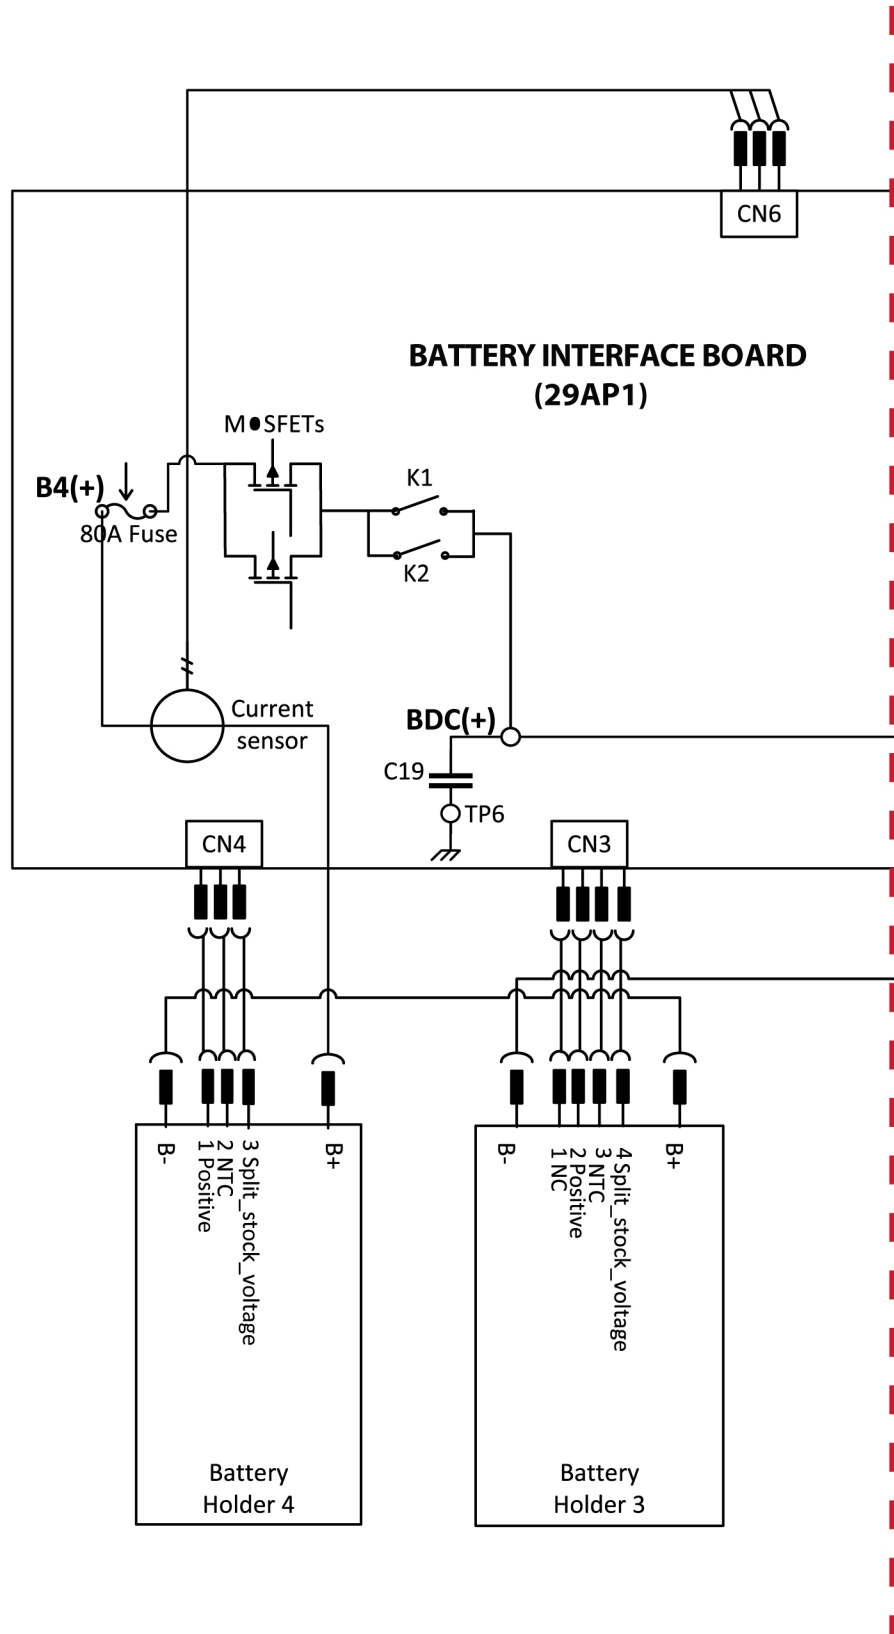 CN6
BATTERY INTERFACE BOARD
(29AP1)
M●SFETs
K1
B4(+)
80A Fuse
K2
Current
sensor
BDC(+)
C19
TP6
CN4
CN3
B-
1 Positive
2 NTC
3 Split_stock_voltage
B+
B-
1 NC
2 Positive
3 NTC
4 Split_stock_voltage
B+
Battery
Holder 4
Battery
Holder 3